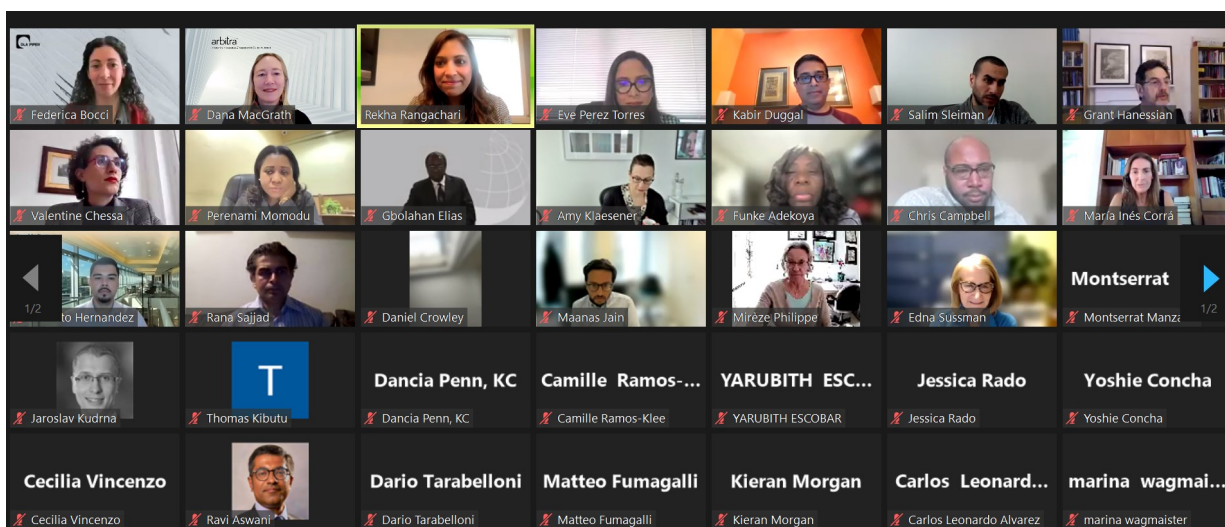 DLA PIPER
arbitra
Federica Bocci
Dana MacGrath
Rekha Rangachari
Eve Perez Torres
Kabir Duggal
Salim Sleiman
Grant Hanessian
Valentine Chessa
Perenami Momodu
Gbolahan Elias
Amy Klaesener
Funke Adekoya
Chris Campbell
María Inés Corrá
1/2
to Hernandez
Rana Sajjad
Daniel Crowley
Maanas Jain
Mirèze Philippe
Edna Sussman
Montserrat
Montserrat Manza
1/2
Jaroslav Kudrna
T
Thomas Kibutu
Dancia Penn, KC
Dancia Penn, KC
Camille Ramos-...
Camille Ramos-Klee
YARUBITH ESC...
YARUBITH ESCOBAR
Jessica Rado
Jessica Rado
Yoshie Concha
Yoshie Concha
Cecilia Vincenzo
Cecilia Vincenzo
Ravi Aswani
Dario Tarabelloni
Dario Tarabelloni
Matteo Fumagalli
Matteo Fumagalli
Kieran Morgan
Kieran Morgan
Carlos Leonard...
Carlos Leonardo Alvarez
marina wagmai...
marina wagmaister